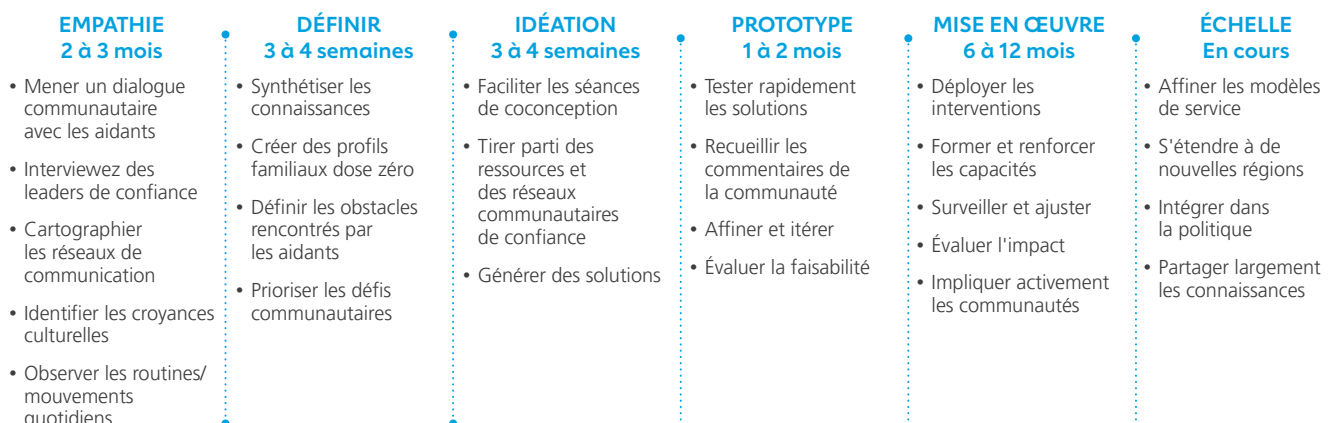 EMPATHIE
2 à 3 mois
• Mener un dialogue
communautaire
avec les aidants
• Interviewez des
leaders de confiance
• Cartographier
les réseaux de
communication
• Identifier les croyances
culturelles
• Observer les routines/
mouvements
quotidiens
DÉFINIR
3 à 4 semaines
• Synthétiser les
connaissances
• Créer des profils
familiaux dose zéro
• Définir les obstacles
rencontrés par
les aidants
• Prioriser les défis
communautaires
IDÉATION
3 à 4 semaines
• Faciliter les séances
de coconception
• Tirer parti des
ressources et
des réseaux
communautaires
de confiance
• Générer des solutions
PROTOTYPE
1 à 2 mois
• Tester rapidement
les solutions
• Recueillir les
commentaires de
la communauté
• Affiner et itérer
• Évaluer la faisabilité
MISE EN ŒUVRE
6 à 12 mois
• Déployer les
interventions
• Former et renforcer
les capacités
• Surveiller et ajuster
• Évaluer l'impact
• Impliquer activement
les communautés
ÉCHELLE
En cours
• Affiner les modèles
de service
• S'étendre à de
nouvelles régions
• Intégrer dans
la politique
• Partager largement
les connaissances